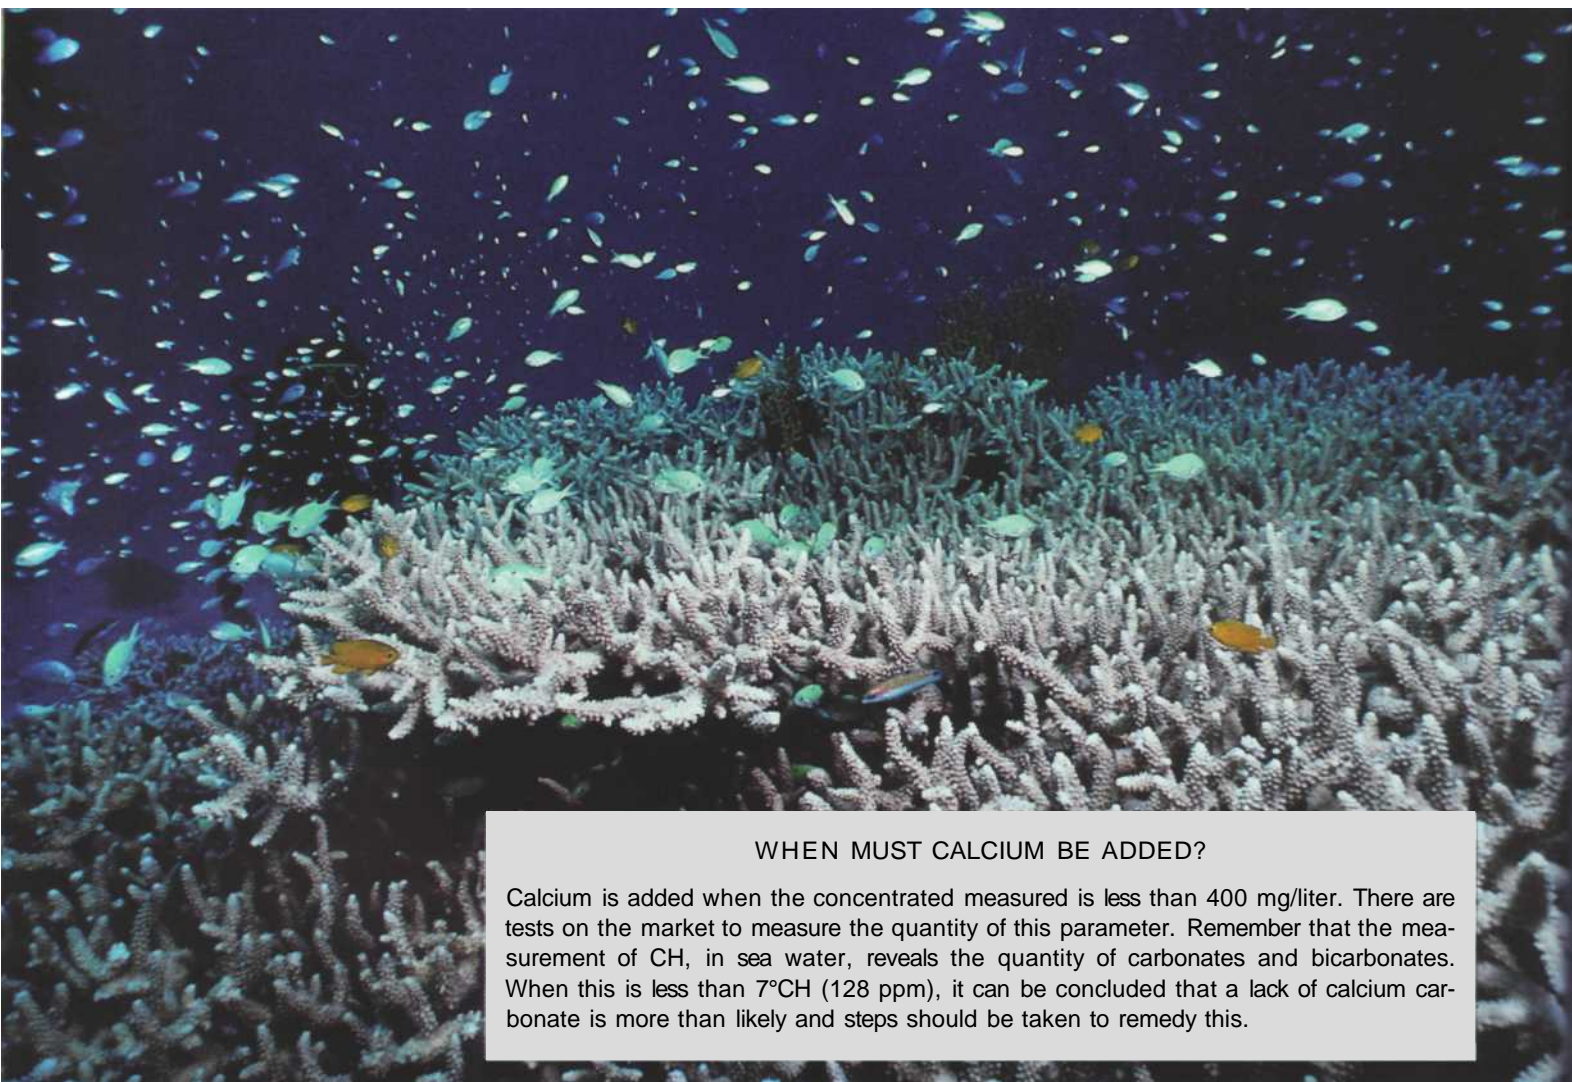 WHEN MUST CALCIUM BE ADDED?
Calcium is added when the concentrated measured is less than 400 mg/liter. There are
tests on the market to measure the quantity of this parameter. Remember that the mea-
surement of CH, in sea water, reveals the quantity of carbonates and bicarbonates.
When this is less than 7°CH (128 ppm), it can be concluded that a lack of calcium car-
bonate is more than likely and steps should be taken to remedy this.